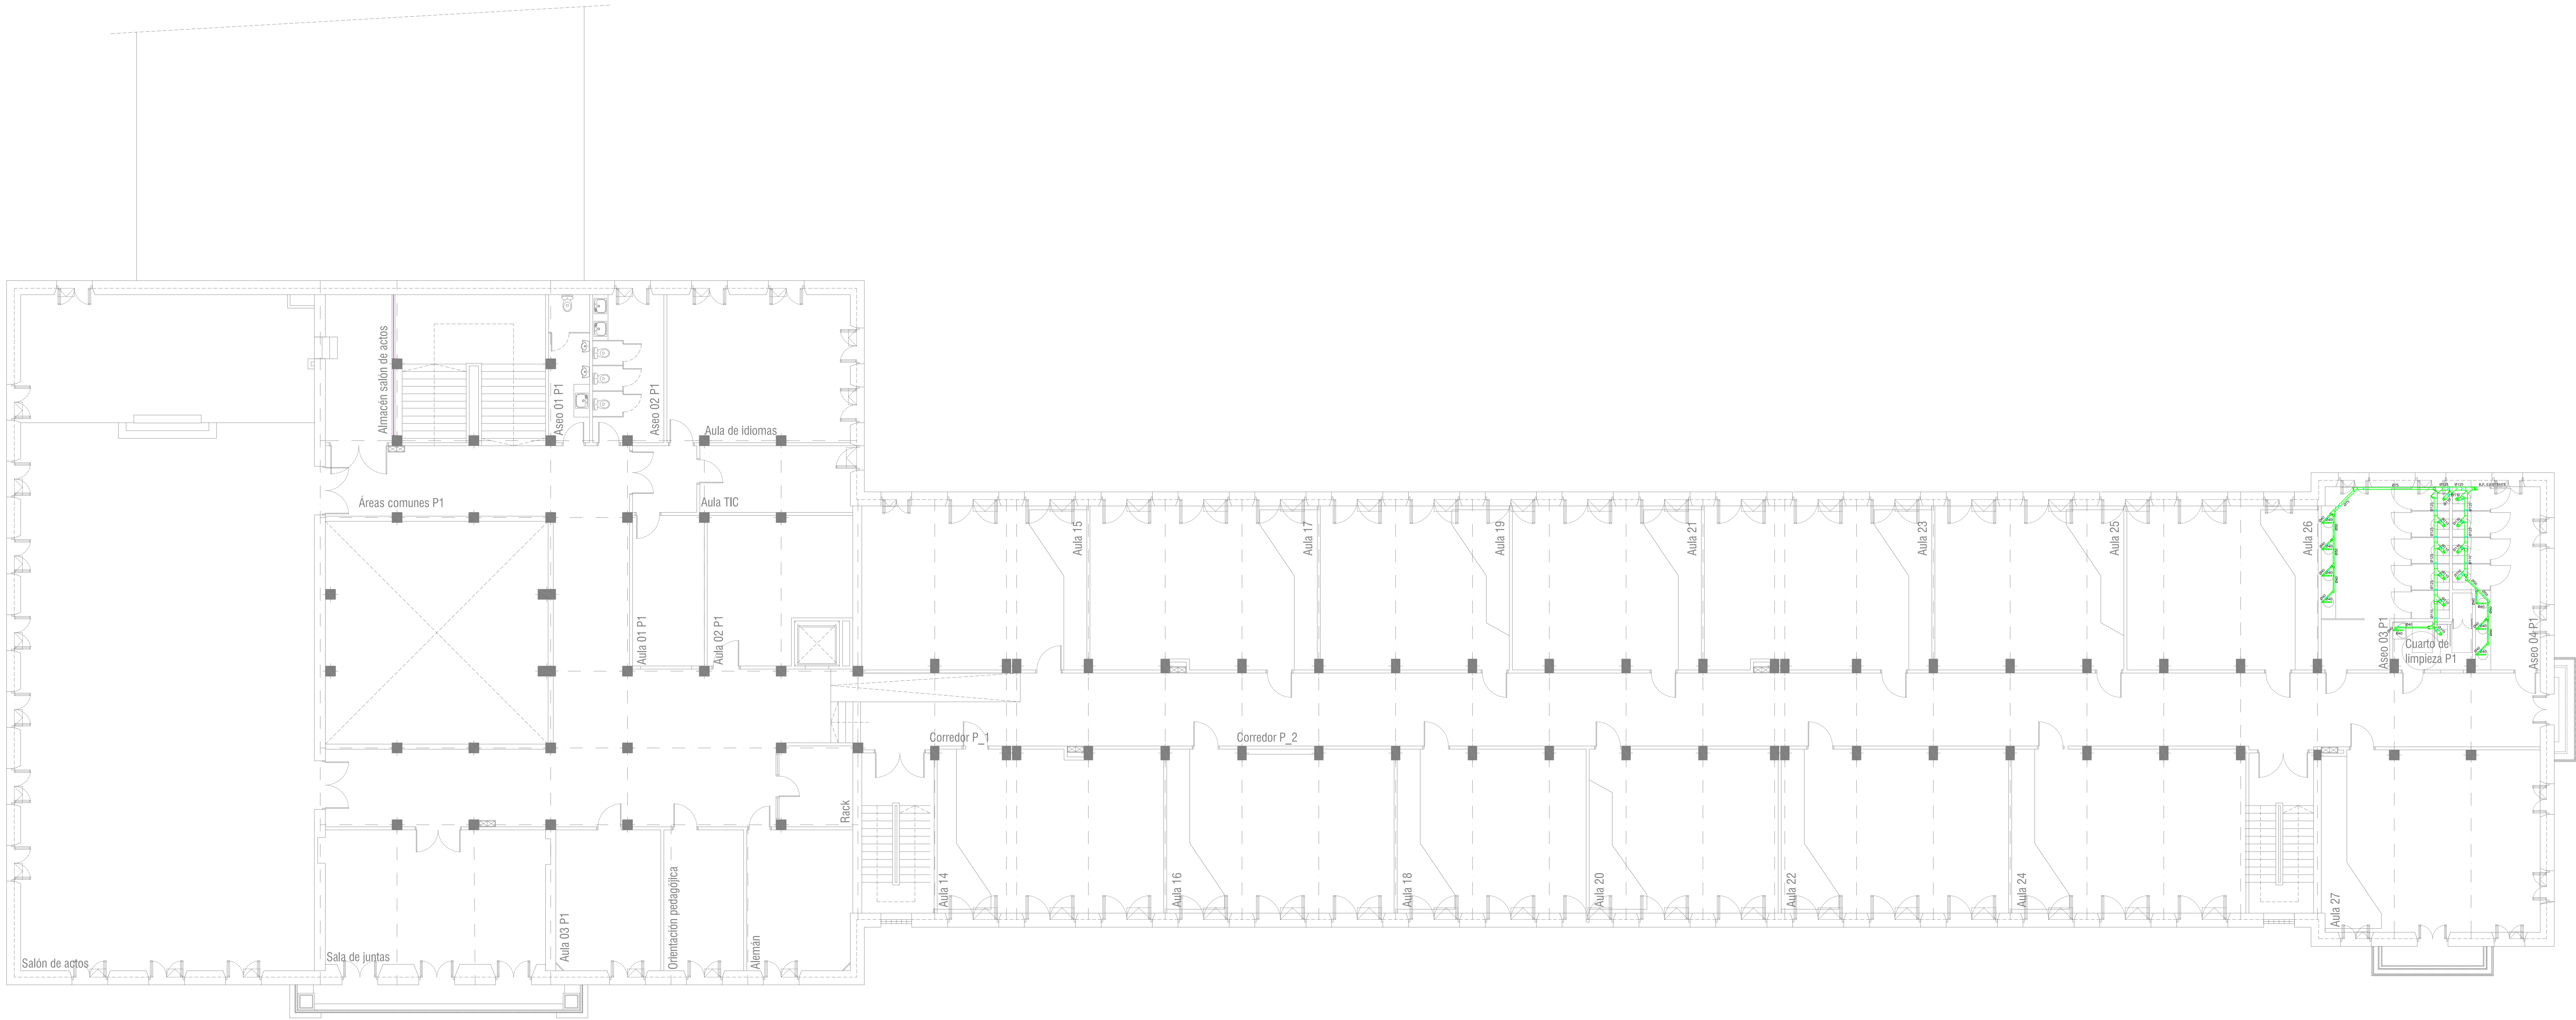 Almacén salón de actos
Aseo 01 P1
Aseo 02 P1
Aula de idiomas
Áreas comunes P1
Aula TIC
Aula 01 P1
Aula 02 P1
Aula 15
Aula 17
Aula 19
Aula 21
Aula 23
Aula 25
Aula 26
Aseo 03 P1
Cuarto de
limpieza P1
Aseo 04 P1
Corredor P_1
Corredor P_2
Rack
Aula 14
Aula 16
Aula 18
Aula 20
Aula 22
Aula 24
Aula 27
Salón de actos
Sala de juntas
Aula 03 P1
Orientación pedagójica
Alemán